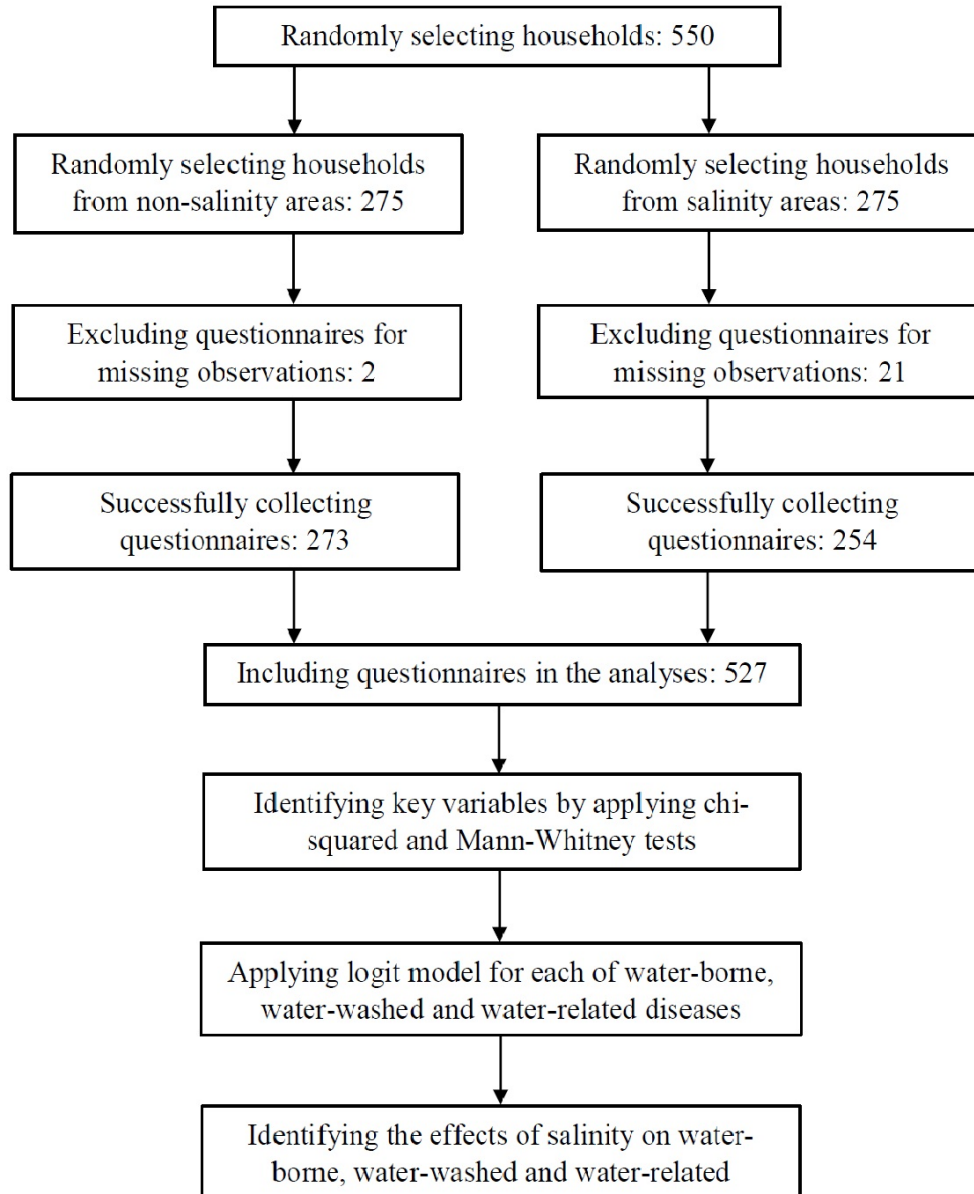 Randomly selecting households: 550
Randomly selecting households
from non-salinity areas: 275
Randomly selecting households
from salinity areas: 275
Excluding questionnaires for
missing observations: 2
Excluding questionnaires for
missing observations: 21
Successfully collecting
questionnaires: 273
Successfully collecting
questionnaires: 254
Including questionnaires in the analyses: 527
Identifying key variables by applying chi-
squared and Mann-Whitney tests
Applying logit model for each of water-borne,
water-washed and water-related diseases
Identifying the effects of salinity on water-
borne, water-washed and water-related